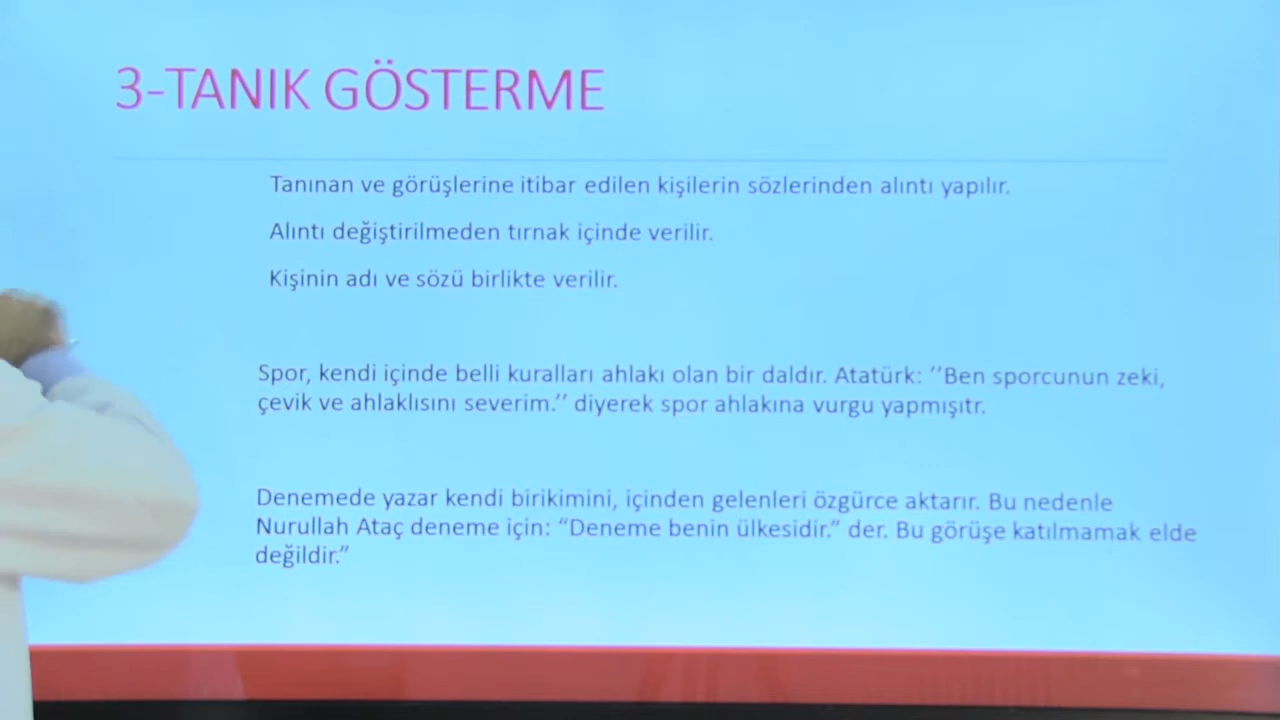 3-TANIK GÖSTERME
Tanınan ve görüşlerine itibar edilen kişilerin sözlerinden alıntı yapılır.
Alıntı değiştirilmeden tırnak içinde verilir.
Kişinin adı ve sözü birlikte verilir.
Spor, kendi içinde belli kuralları ahlakı olan bir daldır. Atatürk: ‘’Ben sporcunun zeki,
çevik ve ahlaklısını severim.’’ diyerek spor ahlakına vurgu yapmışıtr.
Denemede yazar kendi birikimini, içinden gelenleri özgürce aktarır. Bu nedenle
Nurullah Ataç deneme için: “Deneme benin ülkesidir.” der. Bu görüşe katılmamak elde
değildir.”